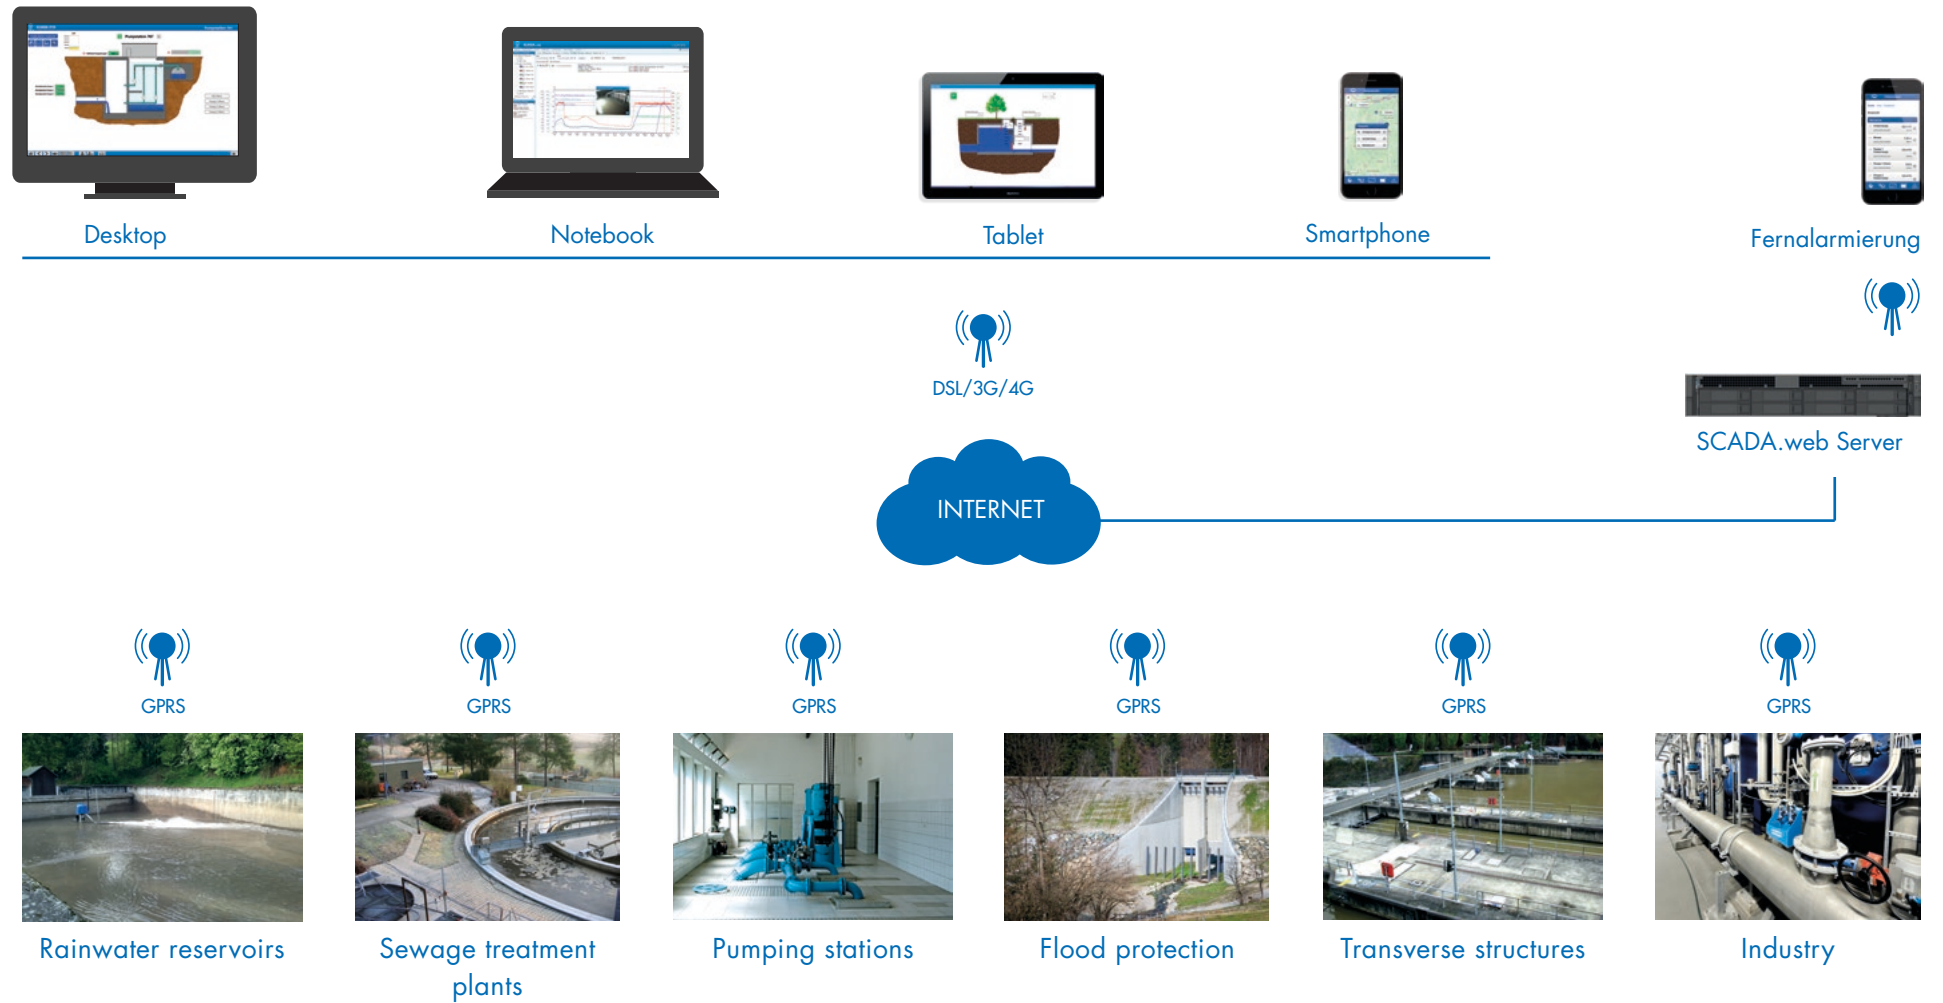 Desktop
Notebook
Tablet
Smartphone
Fernalarmierung
DSL/3G/4G
SCADA.web Server
INTERNET
GPRS
GPRS
GPRS
GPRS
GPRS
GPRS
Rainwater reservoirs
Sewage treatment
plants
Pumping stations
Flood protection
Transverse structures
Industry